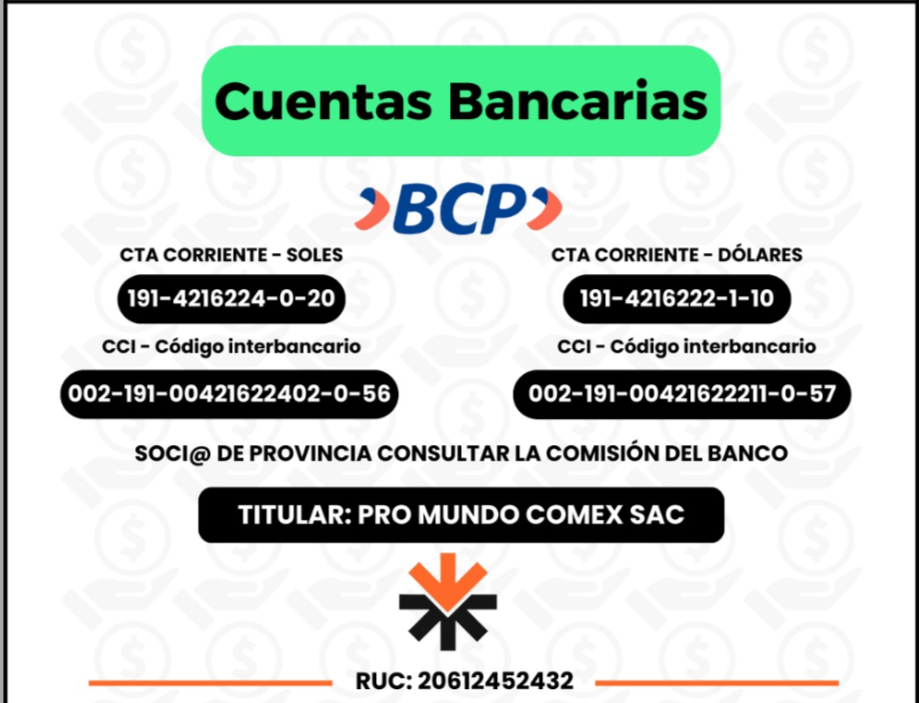 Cuentas Bancarias
BCP
CTA CORRIENTE - SOLES
191-4216224-0-20
CCI - Código interbancario
002-191-00421622402-0-56
CTA CORRIENTE - DÓLARES
191-4216222-1-10
CCI - Código interbancario
002-191-00421622211-0-57
SOCI@ DE PROVINCIA CONSULTAR LA COMISIÓN DEL BANCO
TITULAR: PRO MUNDO COMEX SAC
RUC: 20612452432